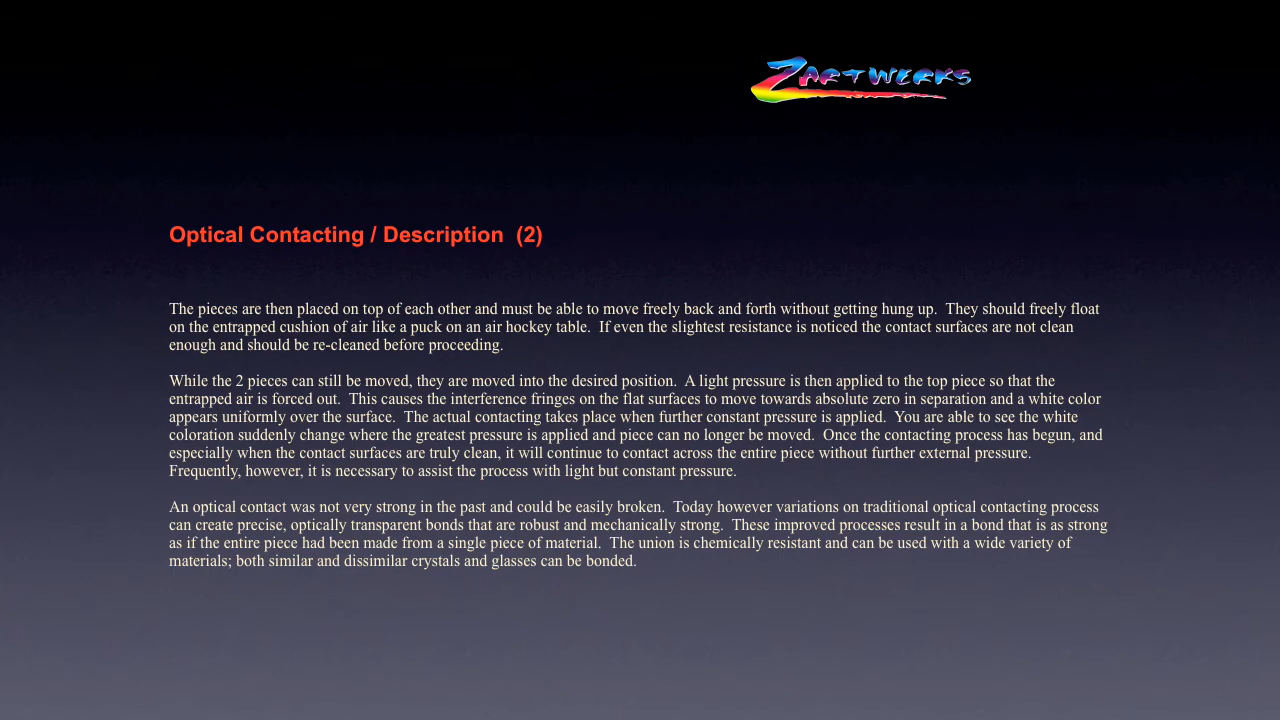 ZARTWERKS
Optical Contacting / Description  (2)
The pieces are then placed on top of each other and must be able to move freely back and forth without getting hung up.  They should freely float
on the entrapped cushion of air like a puck on an air hockey table.  If even the slightest resistance is noticed the contact surfaces are not clean
enough and should be re-cleaned before proceeding.
While the 2 pieces can still be moved, they are moved into the desired position.  A light pressure is then applied to the top piece so that the
entrapped air is forced out.  This causes the interference fringes on the flat surfaces to move towards absolute zero in separation and a white color
appears uniformly over the surface.  The actual contacting takes place when further constant pressure is applied.  You are able to see the white
coloration suddenly change where the greatest pressure is applied and piece can no longer be moved.  Once the contacting process has begun, and
especially when the contact surfaces are truly clean, it will continue to contact across the entire piece without further external pressure.
Frequently, however, it is necessary to assist the process with light but constant pressure.
An optical contact was not very strong in the past and could be easily broken.  Today however variations on traditional optical contacting process
can create precise, optically transparent bonds that are robust and mechanically strong.  These improved processes result in a bond that is as strong
as if the entire piece had been made from a single piece of material.  The union is chemically resistant and can be used with a wide variety of
materials; both similar and dissimilar crystals and glasses can be bonded.